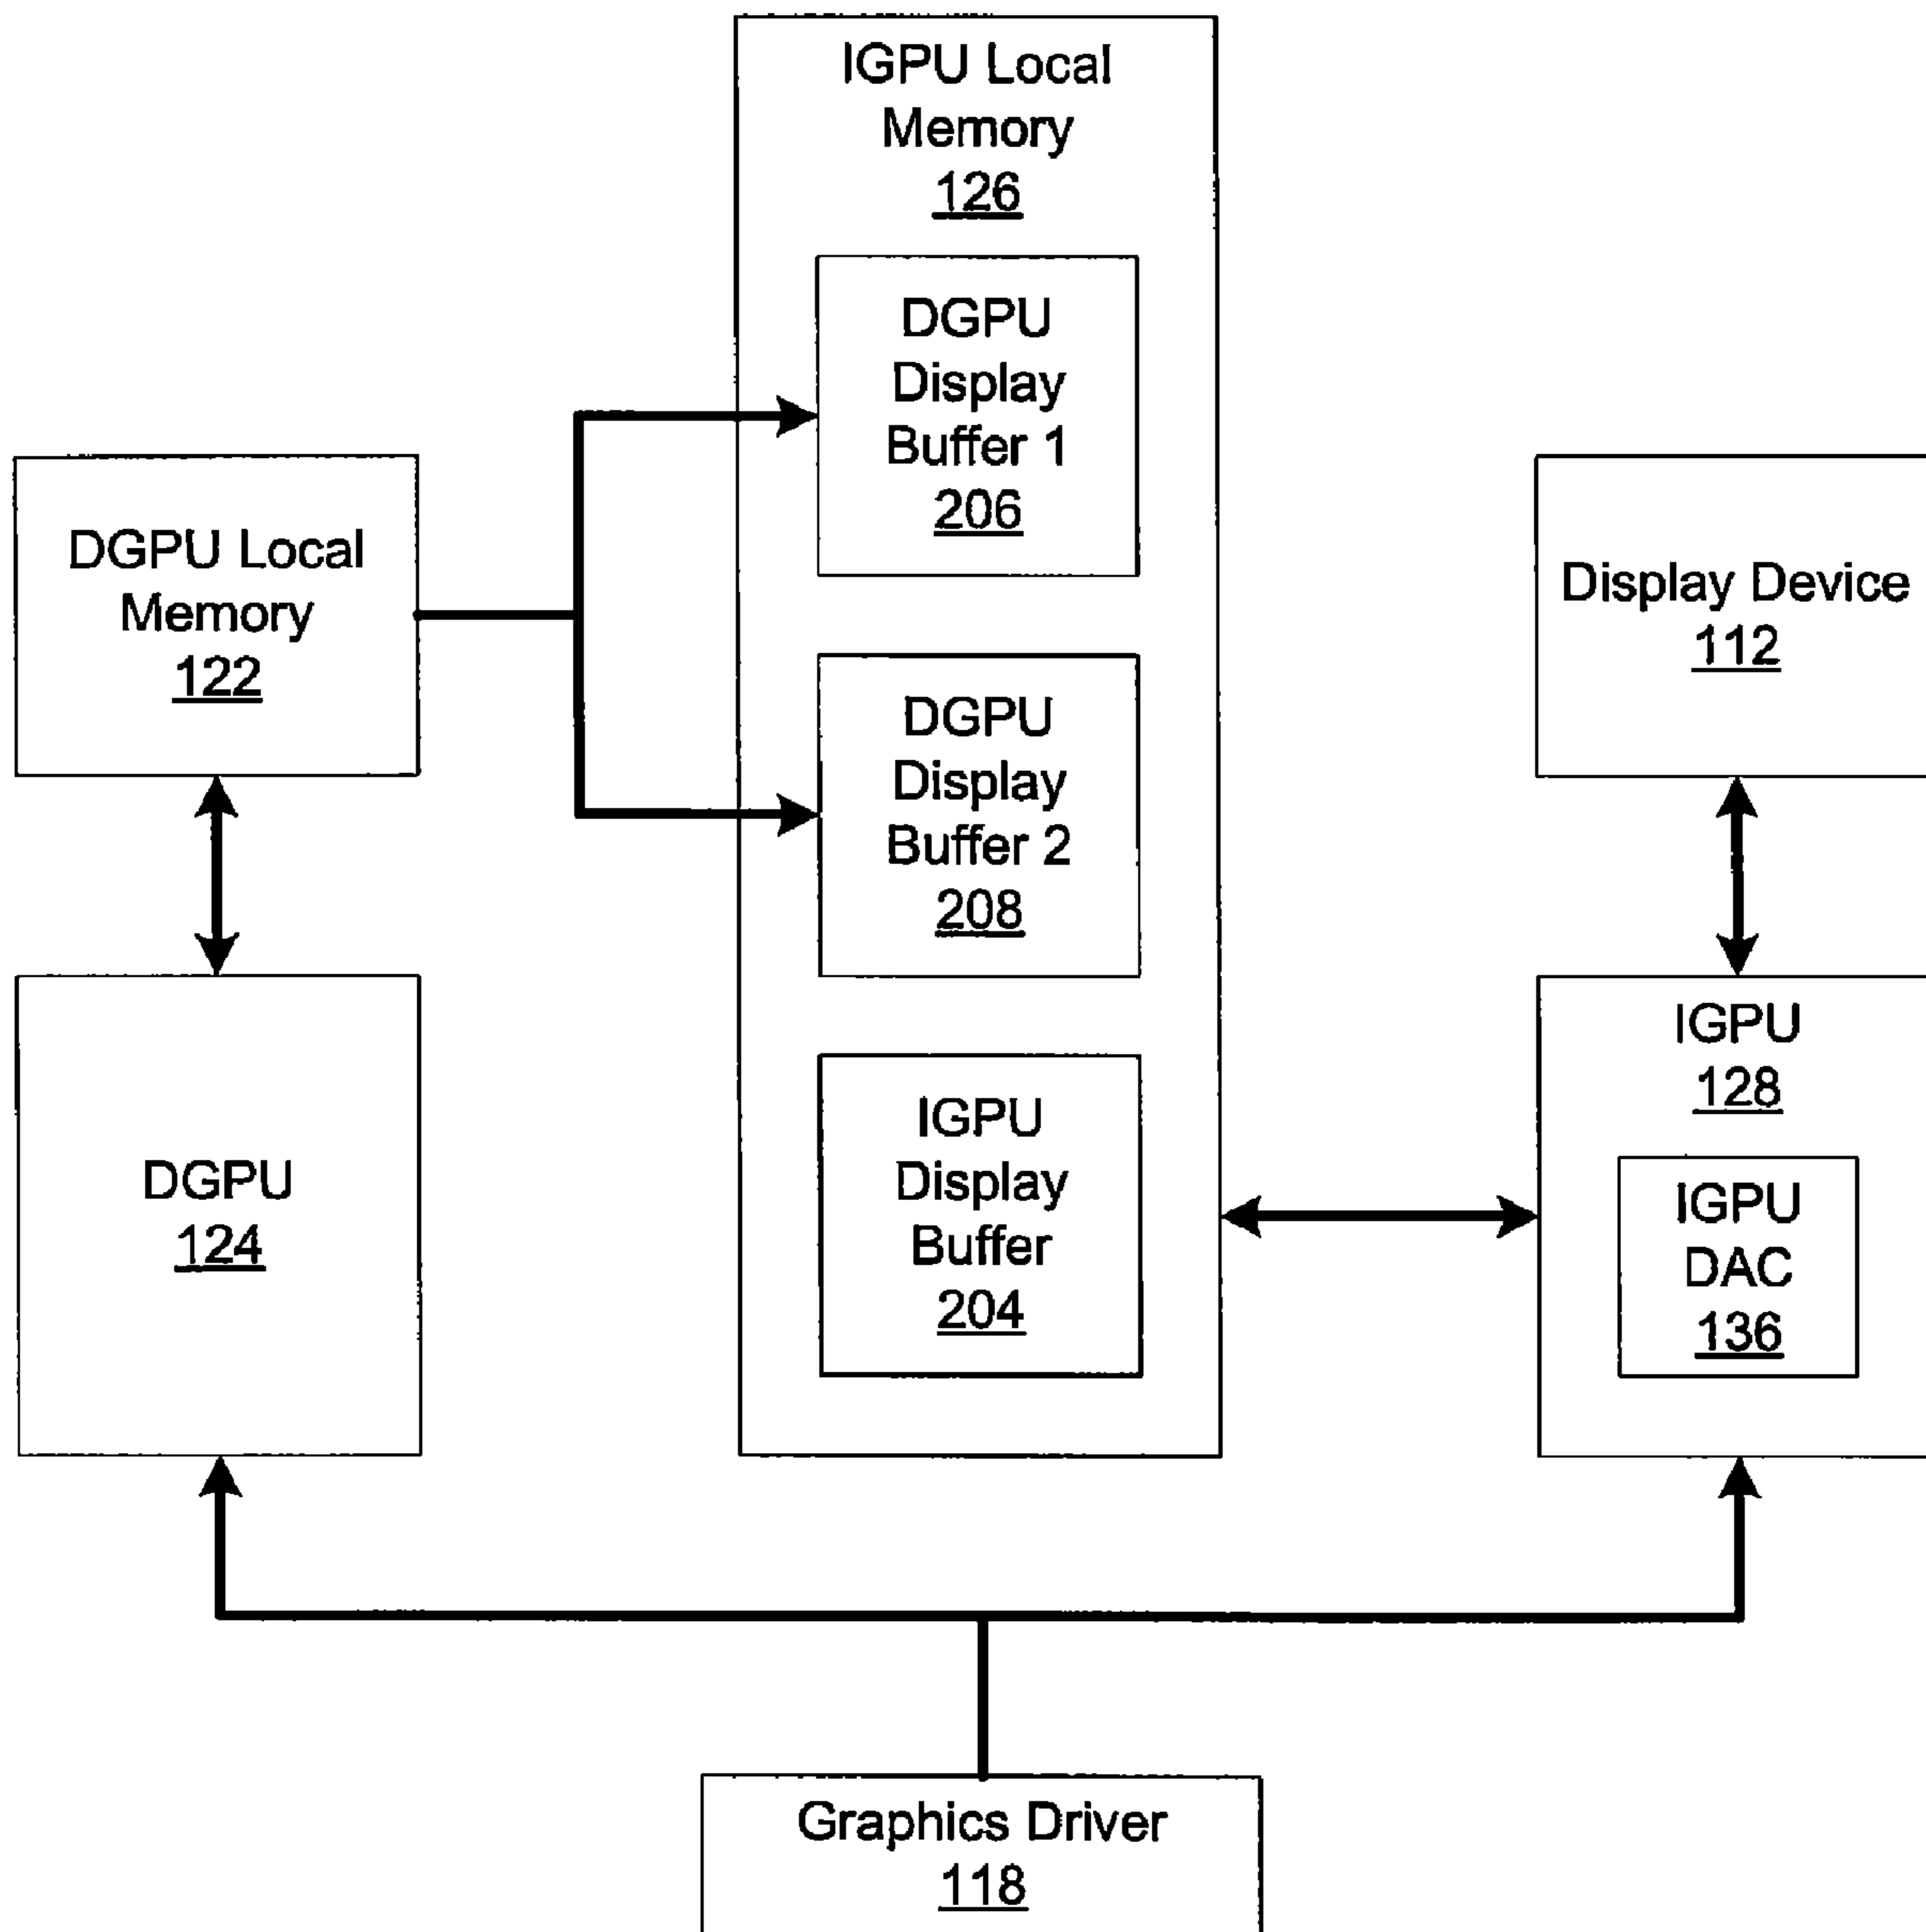 IGPU Local
Memory
126
DGPU
Display
Buffer 1
206
DGPU Local
Memory
122
Display Device
112
DGPU
Display
Buffer 2
208
IGPU
128
IGPU
Display
Buffer
204
DGPU
124
IGPU
DAC
136
Graphics Driver
118